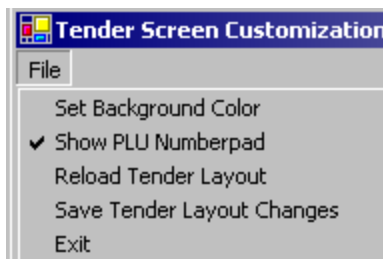 Tender Screen Customization
File
Set Background Color
Show PLU Numberpad
Reload Tender Layout
Save Tender Layout Changes
Exit